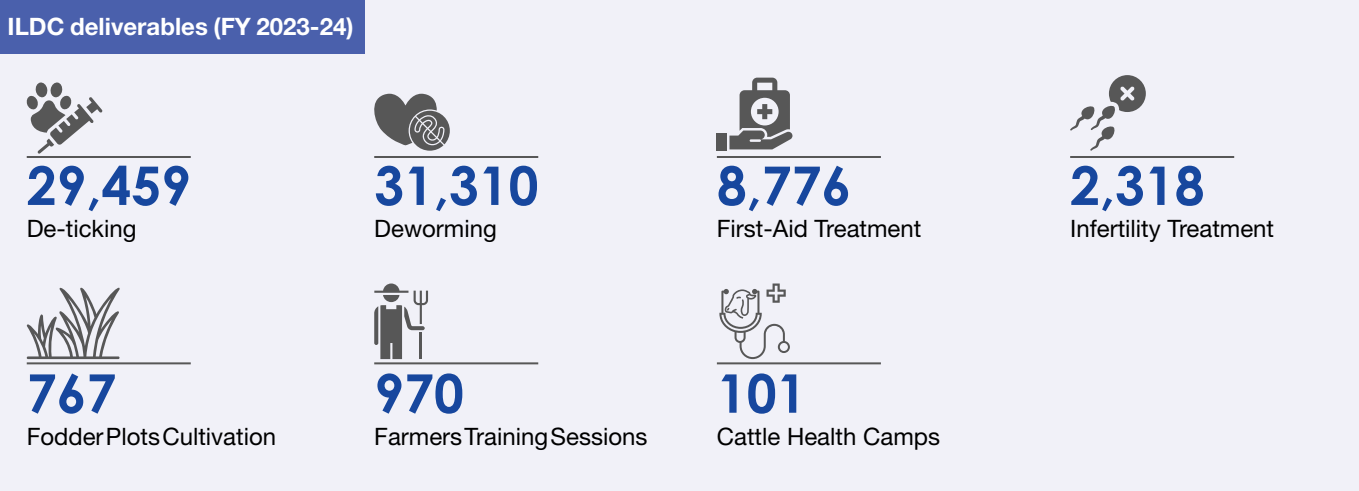 ILDC deliverables (FY 2023-24)
29,459
De-ticking
31,310
Deworming
8,776
First-Aid Treatment
2,318
Infertility Treatment
767
Fodder Plots Cultivation
970
Farmers Training Sessions
101
Cattle Health Camps